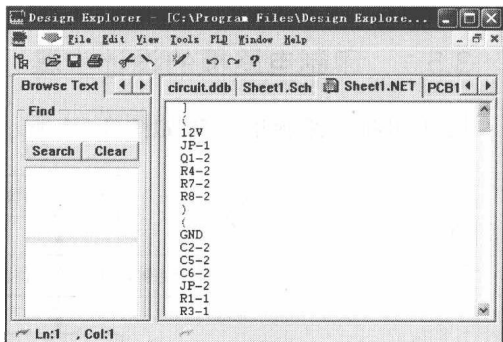 Design Explorer - [C:\Program Files\Design Explore...
File Edit View Tools PLD Window Help
Browse Text
circuit.ddb Sheet1.Sch Sheet1.NET PCB1
Find
Search Clear
]
(
12V
JP-1
Q1-2
R4-2
R7-2
R8-2
)
(
GND
C2-2
C5-2
C6-2
JP-2
R1-1
R3-1
Ln:1 , Col:1